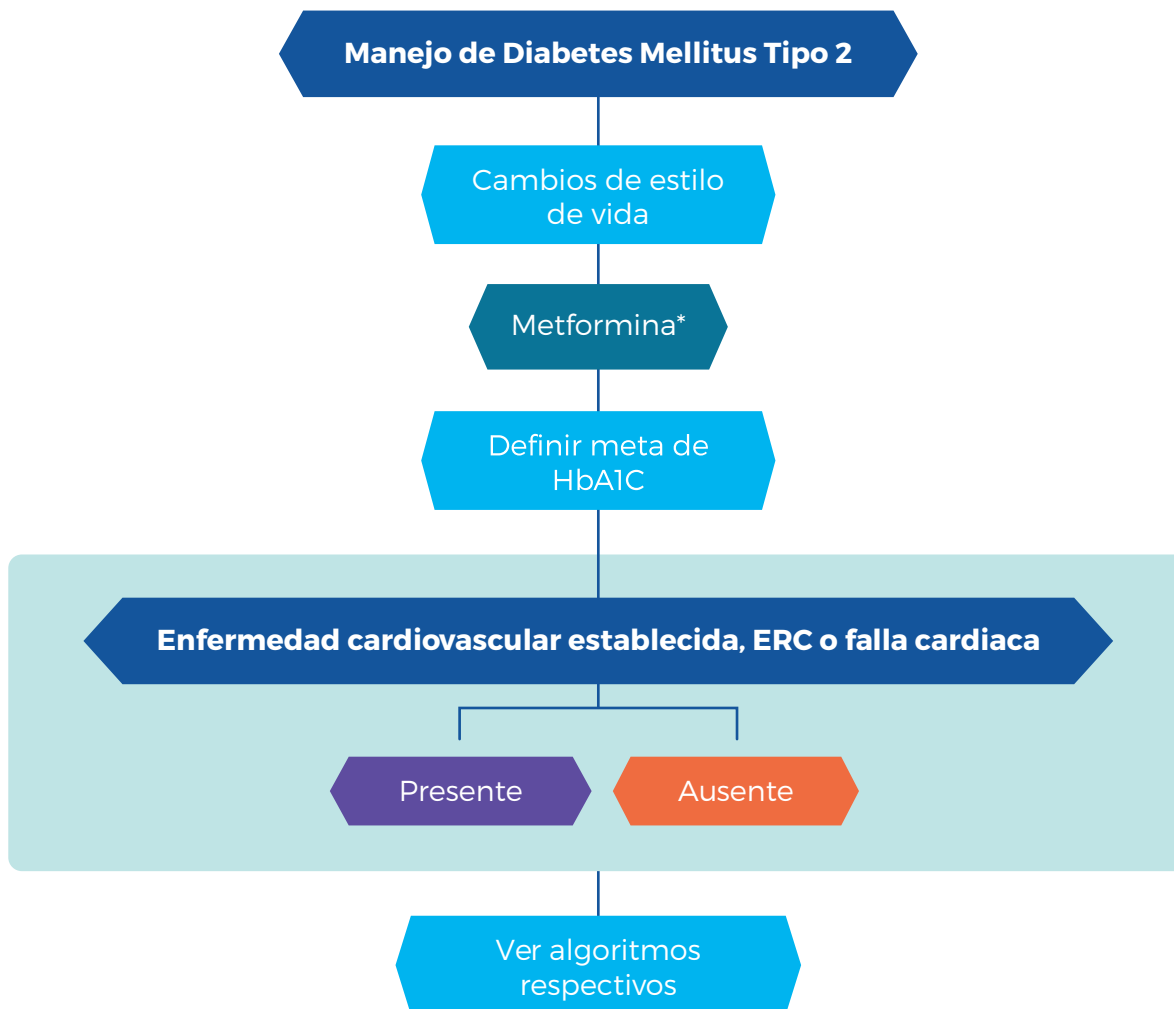 Manejo de Diabetes Mellitus Tipo 2
Cambios de estilo
de vida
Metformina*
Definir meta de
HbA1C
Enfermedad cardiovascular establecida, ERC o falla cardiaca
Presente
Ausente
Ver algoritmos
respectivos